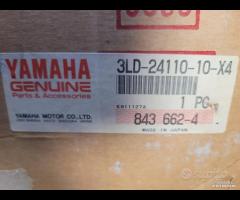 YAMAHA
GENUINE
Parts & Accessories
YAMAHA MOTOR CO., LTD.
3LD-24110-10-X4
1 PG.
843 662-4
MADE IN JAPAN